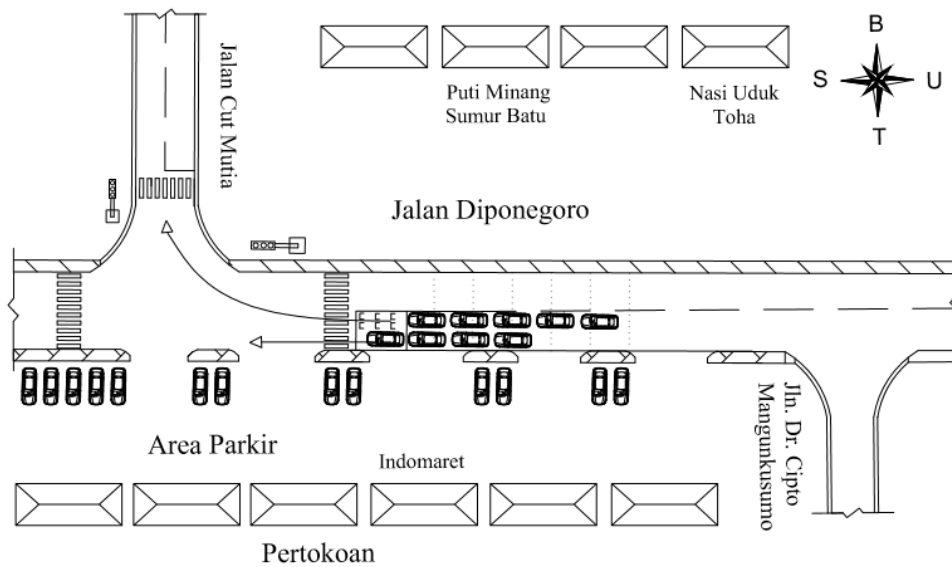 B
S
U
T
Jalan Cut Mutia
Puti Minang
Sumur Batu
Nasi Uduk
Toha
Jalan Diponegoro
Area Parkir
Indomaret
Jln. Dr. Cipto
Mangunkusumo
Pertokoan